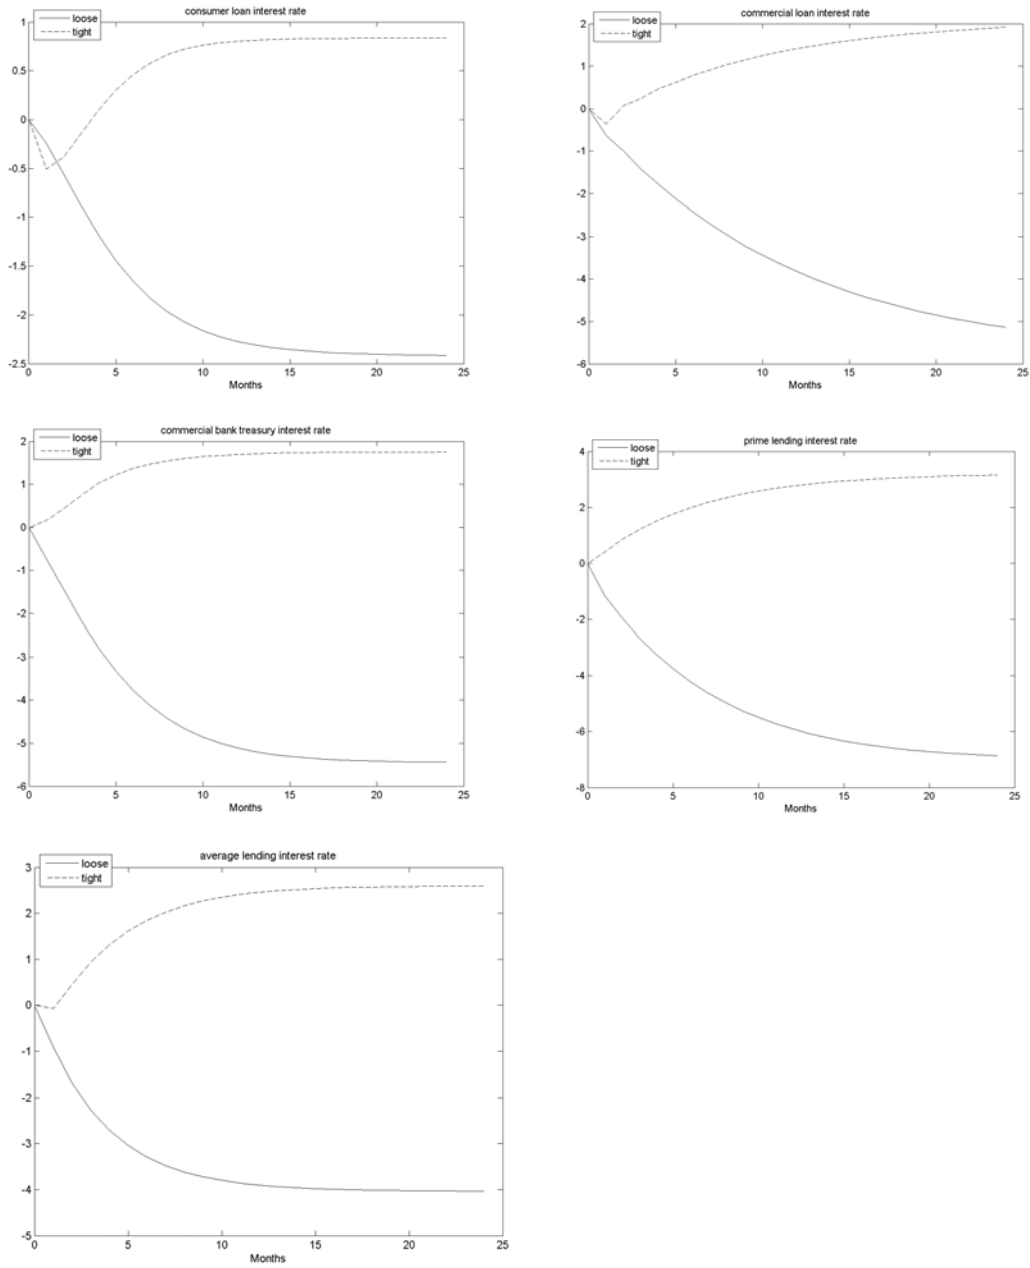 consumer loan interest rate
loose
tight
1
0.5
0
-0.5
-1
-1.5
-2
-2.5
0 5 10 15 20 25
Months
commercial loan interest rate
loose
tight
2
1
0
-1
-2
-3
-4
-5
-6
0 5 10 15 20 25
Months
commercial bank treasury interest rate
loose
tight
2
1
0
-1
-2
-3
-4
-5
-6
0 5 10 15 20 25
Months
prime lending interest rate
loose
tight
4
2
0
-2
-4
-6
-8
0 5 10 15 20 25
Months
average lending interest rate
loose
tight
3
2
1
0
-1
-2
-3
-4
-5
0 5 10 15 20 25
Months